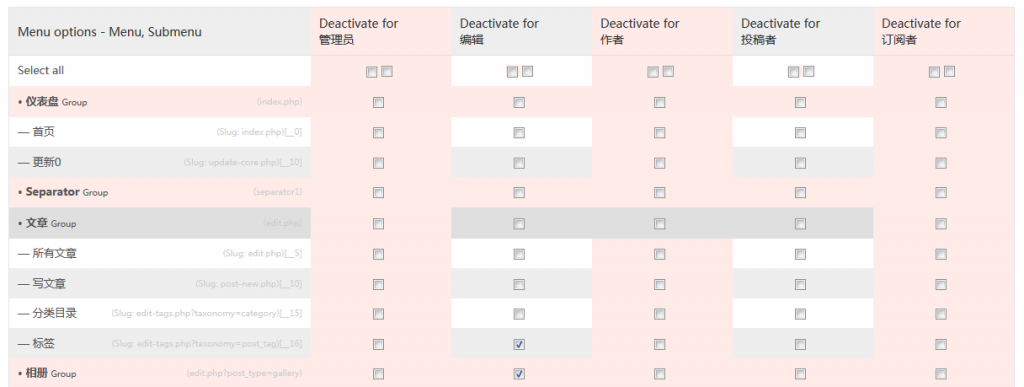 Menu options - Menu, Submenu
Deactivate for
管理员
Deactivate for
编辑
Deactivate for
作者
Deactivate for
投稿者
Deactivate for
订阅者
Select all
• 仪表盘 Group (index.php)
— 首页 (Slug: index.php)[__0]
— 更新0 (Slug: update-core.php)[__10]
• Separator Group (separator1)
• 文章 Group (edit.php)
— 所有文章 (Slug: edit.php)[__5]
— 写文章 (Slug: post-new.php)[__10]
— 分类目录 (Slug: edit-tags.php?taxonomy=category)[__15]
— 标签 (Slug: edit-tags.php?taxonomy=post_tag)[__16]
• 相册 Group (edit.php?post_type=gallery)